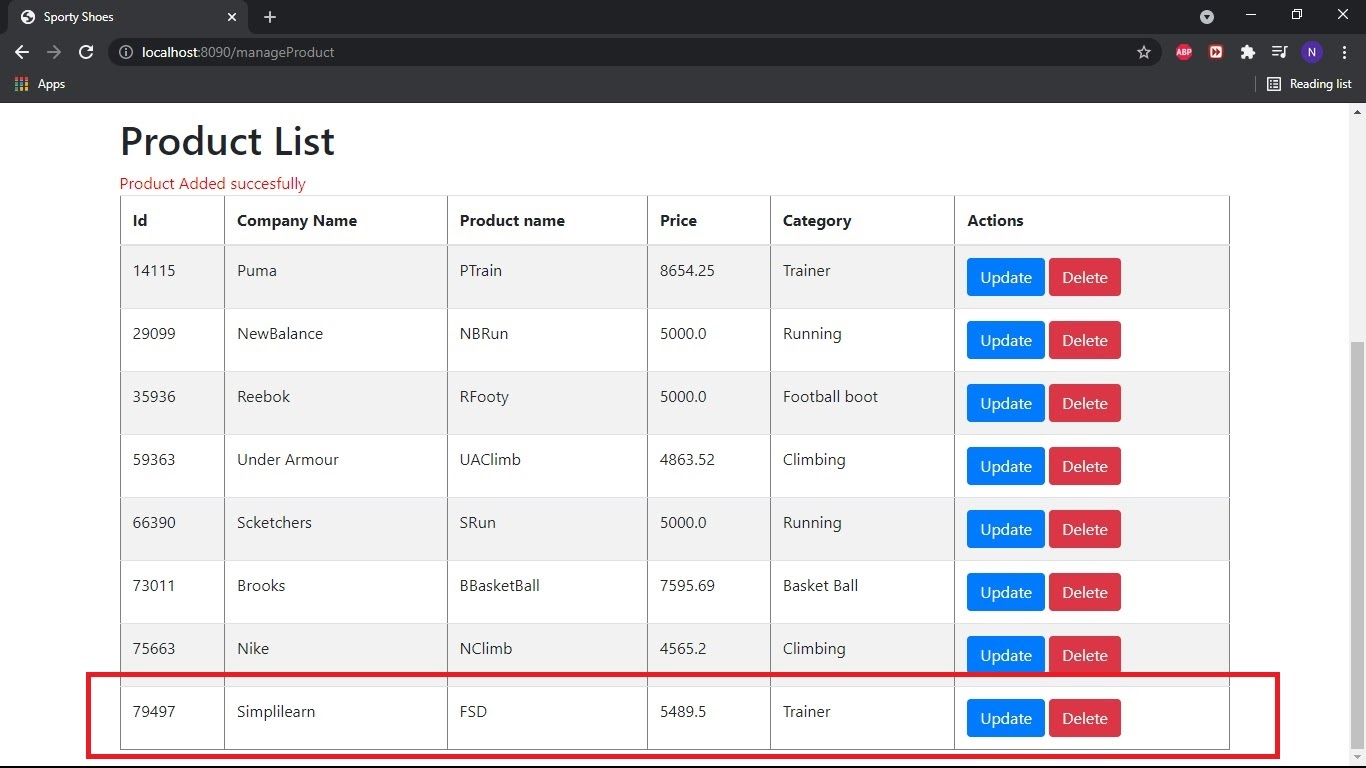 Sporty Shoes
localhost:8090/manageProduct
ABP
N
Apps
Reading list
Product List
Product Added succesfully
Id Company Name Product name Price Category Actions
14115 Puma PTrain 8654.25 Trainer Update Delete
29099 NewBalance NBRun 5000.0 Running Update Delete
35936 Reebok RFooty 5000.0 Football boot Update Delete
59363 Under Armour UAClimb 4863.52 Climbing Update Delete
66390 Scketchers SRun 5000.0 Running Update Delete
73011 Brooks BBasketBall 7595.69 Basket Ball Update Delete
75663 Nike NClimb 4565.2 Climbing Update Delete
79497 Simplilearn FSD 5489.5 Trainer Update Delete